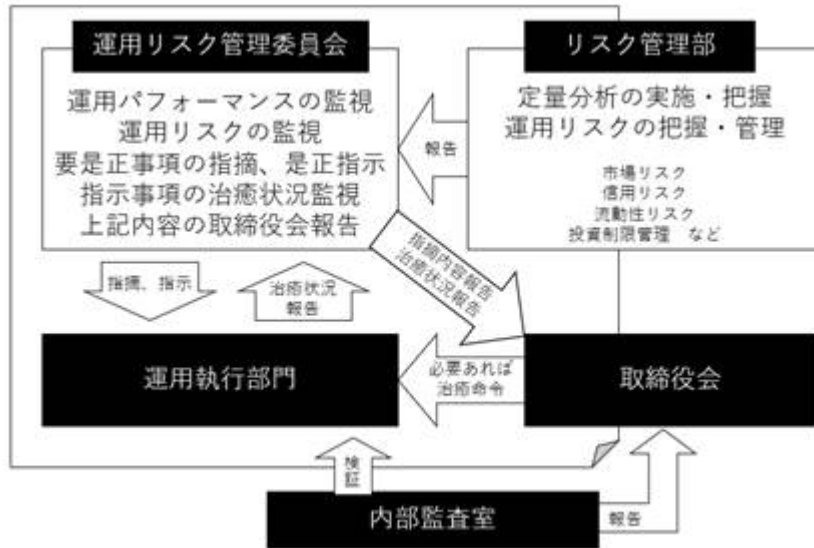 運用リスク管理委員会
運用パフォーマンスの監視
運用リスクの監視
要是正事項の指摘、是正指示
指示事項の治癒状況監視
上記内容の取締役会報告
リスク管理部
定量分析の実施・把握
運用リスクの把握・管理
市場リスク
信用リスク
流動性リスク
投資制限管理 など
報告
指摘内容報告
治癒状況報告
指摘、指示
治癒状況
報告
運用執行部門
必要あれば
治癒命令
取締役会
検証
内部監査室
報告